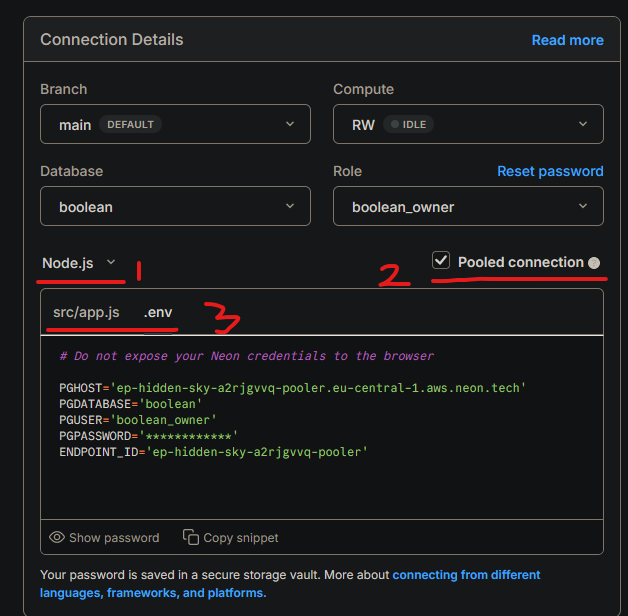 Connection Details Read more
Branch Compute
main DEFAULT RW IDLE
Database Role Reset password
boolean boolean_owner
Node.js 1 2 Pooled connection
src/app.js .env 3
# Do not expose your Neon credentials to the browser
PGHOST='ep-hidden-sky-a2rjgvvq-pooler.eu-central-1.aws.neon.tech'
PGDATABASE='boolean'
PGUSER='boolean_owner'
PGPASSWORD='************'
ENDPOINT_ID='ep-hidden-sky-a2rjgvvq-pooler'
Show password Copy snippet
Your password is saved in a secure storage vault. More about connecting from different
languages, frameworks, and platforms.